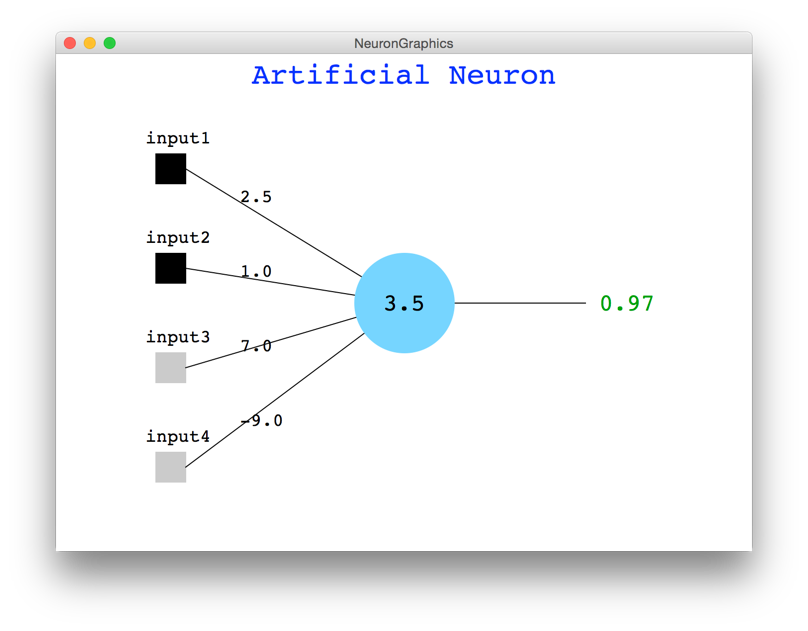 NeuronGraphics
Artificial Neuron
input1
2.5
input2
1.0
3.5
0.97
input3
7.0
input4
-9.0